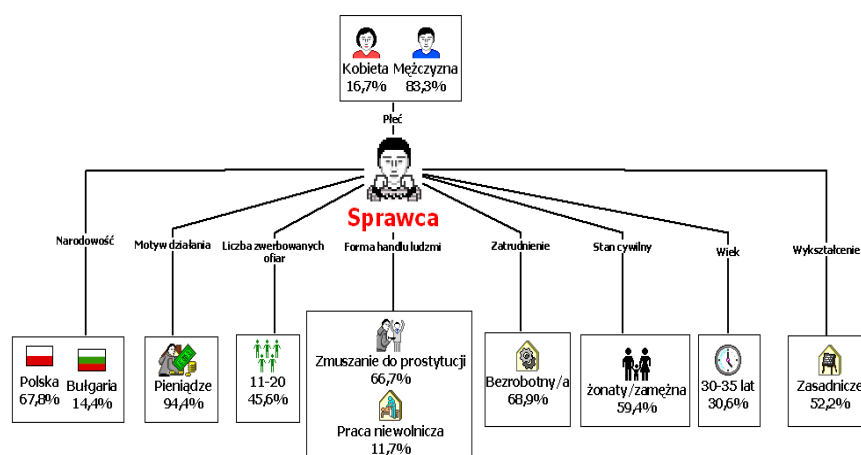 Kobieta Mężczyzna
16,7% 83,3%
Płeć
Sprawca
Narodowość
Motyw działania
Liczba zwerbowanych
ofiar
Forma handlu ludzmi
Zatrudnienie
Stan cywilny
Wiek
Wykształcenie
Polska
67,8%
Bułgaria
14,4%
Pieniądze
94,4%
11-20
45,6%
Zmuszanie do prostytucji
66,7%
Praca niewolnicza
11,7%
Bezrobotny/a
68,9%
żonaty/zamężna
59,4%
30-35 lat
30,6%
Zasadnicze
52,2%